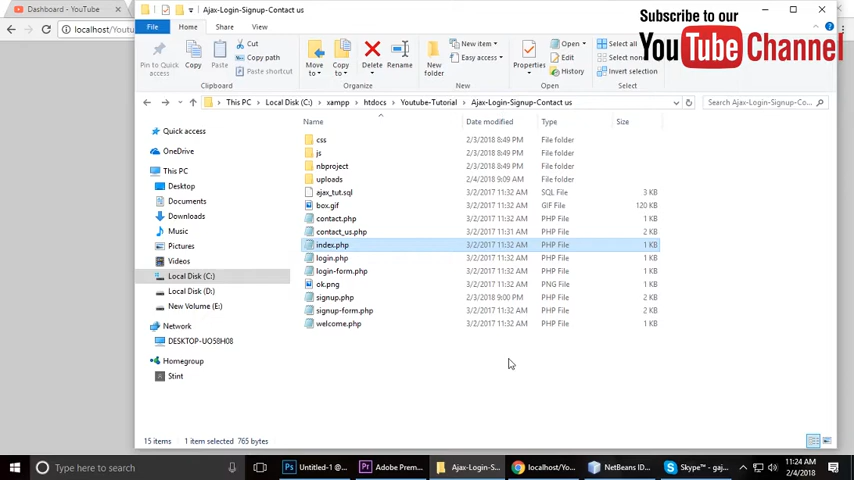 Dashboard - YouTube
Ajax-Login-Signup-Contact us
Subscribe to our
YouTube Channel
localhost/Youtu
File
Home
Share
View
Pin to Quick access
Copy
Paste
Cut
Copy path
Paste shortcut
Move to
Copy to
Delete
Rename
New folder
New item
Easy access
Properties
Open
Edit
History
Select all
Select non
Invert selection
Clipboard
Organize
New
Open
Select
This PC > Local Disk (C:) > xampp > htdocs > Youtube-Tutorial > Ajax-Login-Signup-Contact us
Search Ajax-Login-Signup-Co...
Name Date modified Type Size
Quick access
OneDrive
This PC
Desktop
Documents
Downloads
Music
Pictures
Videos
Local Disk (C:)
Local Disk (D:)
New Volume (E:)
Network
DESKTOP-UO58H08
Homegroup
Stint
css 2/3/2018 8:49 PM File folder
js 2/3/2018 8:49 PM File folder
nbproject 2/3/2018 8:49 PM File folder
uploads 2/4/2018 9:09 AM File folder
ajax_tut.sql 3/2/2017 11:32 AM SQL File 3 KB
box.gif 3/2/2017 11:32 AM GIF File 120 KB
contact.php 3/2/2017 11:32 AM PHP File 1 KB
contact_us.php 3/2/2017 11:31 AM PHP File 2 KB
index.php 3/2/2017 11:32 AM PHP File 1 KB
login.php 3/2/2017 11:32 AM PHP File 1 KB
login-form.php 3/2/2017 11:32 AM PHP File 1 KB
ok.png 3/2/2017 11:32 AM PNG File 1 KB
signup.php 2/3/2018 9:00 PM PHP File 2 KB
signup-form.php 3/2/2017 11:32 AM PHP File 2 KB
welcome.php 3/2/2017 11:32 AM PHP File 1 KB
15 items 1 item selected 765 bytes
Type here to search
Untitled-1 @...
Adobe Prem...
Ajax-Login-S...
localhost/Yo...
NetBeans ID...
Skype™ - gaj...
11:24 AM
2/4/2018